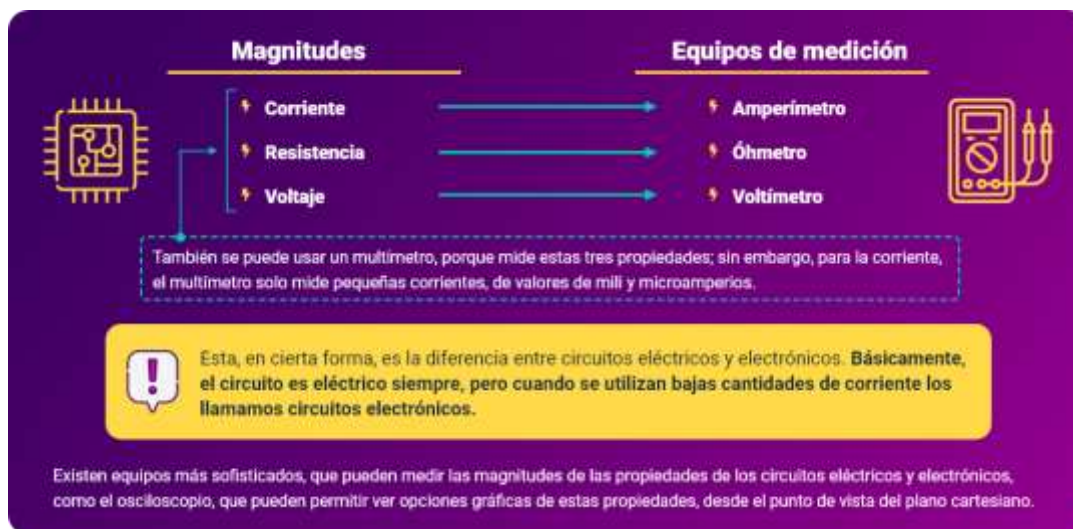 Magnitudes
Equipos de medición
Corriente
Amperímetro
Resistencia
Óhmetro
Voltaje
Voltímetro
También se puede usar un multímetro, porque mide estas tres propiedades; sin embargo, para la corriente,
el multímetro solo mide pequeñas corrientes, de valores de mili y microamperios.
Esta, en cierta forma, es la diferencia entre circuitos eléctricos y electrónicos. Básicamente,
el circuito es eléctrico siempre, pero cuando se utilizan bajas cantidades de corriente los
llamamos circuitos electrónicos.
Existen equipos más sofisticados, que pueden medir las magnitudes de las propiedades de los circuitos eléctricos y electrónicos,
como el osciloscopio, que pueden permitir ver opciones gráficas de estas propiedades, desde el punto de vista del plano cartesiano.